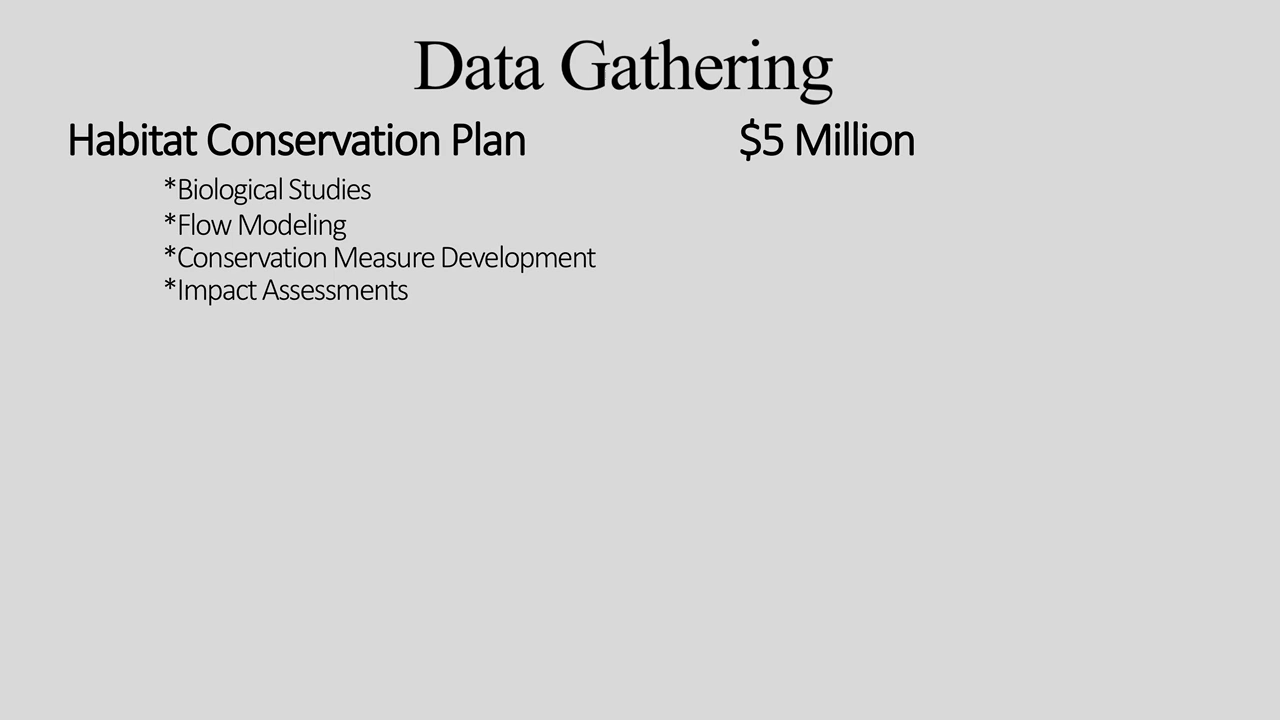 Data Gathering
Habitat Conservation Plan $5 Million
*Biological Studies
*Flow Modeling
*Conservation Measure Development
*Impact Assessments